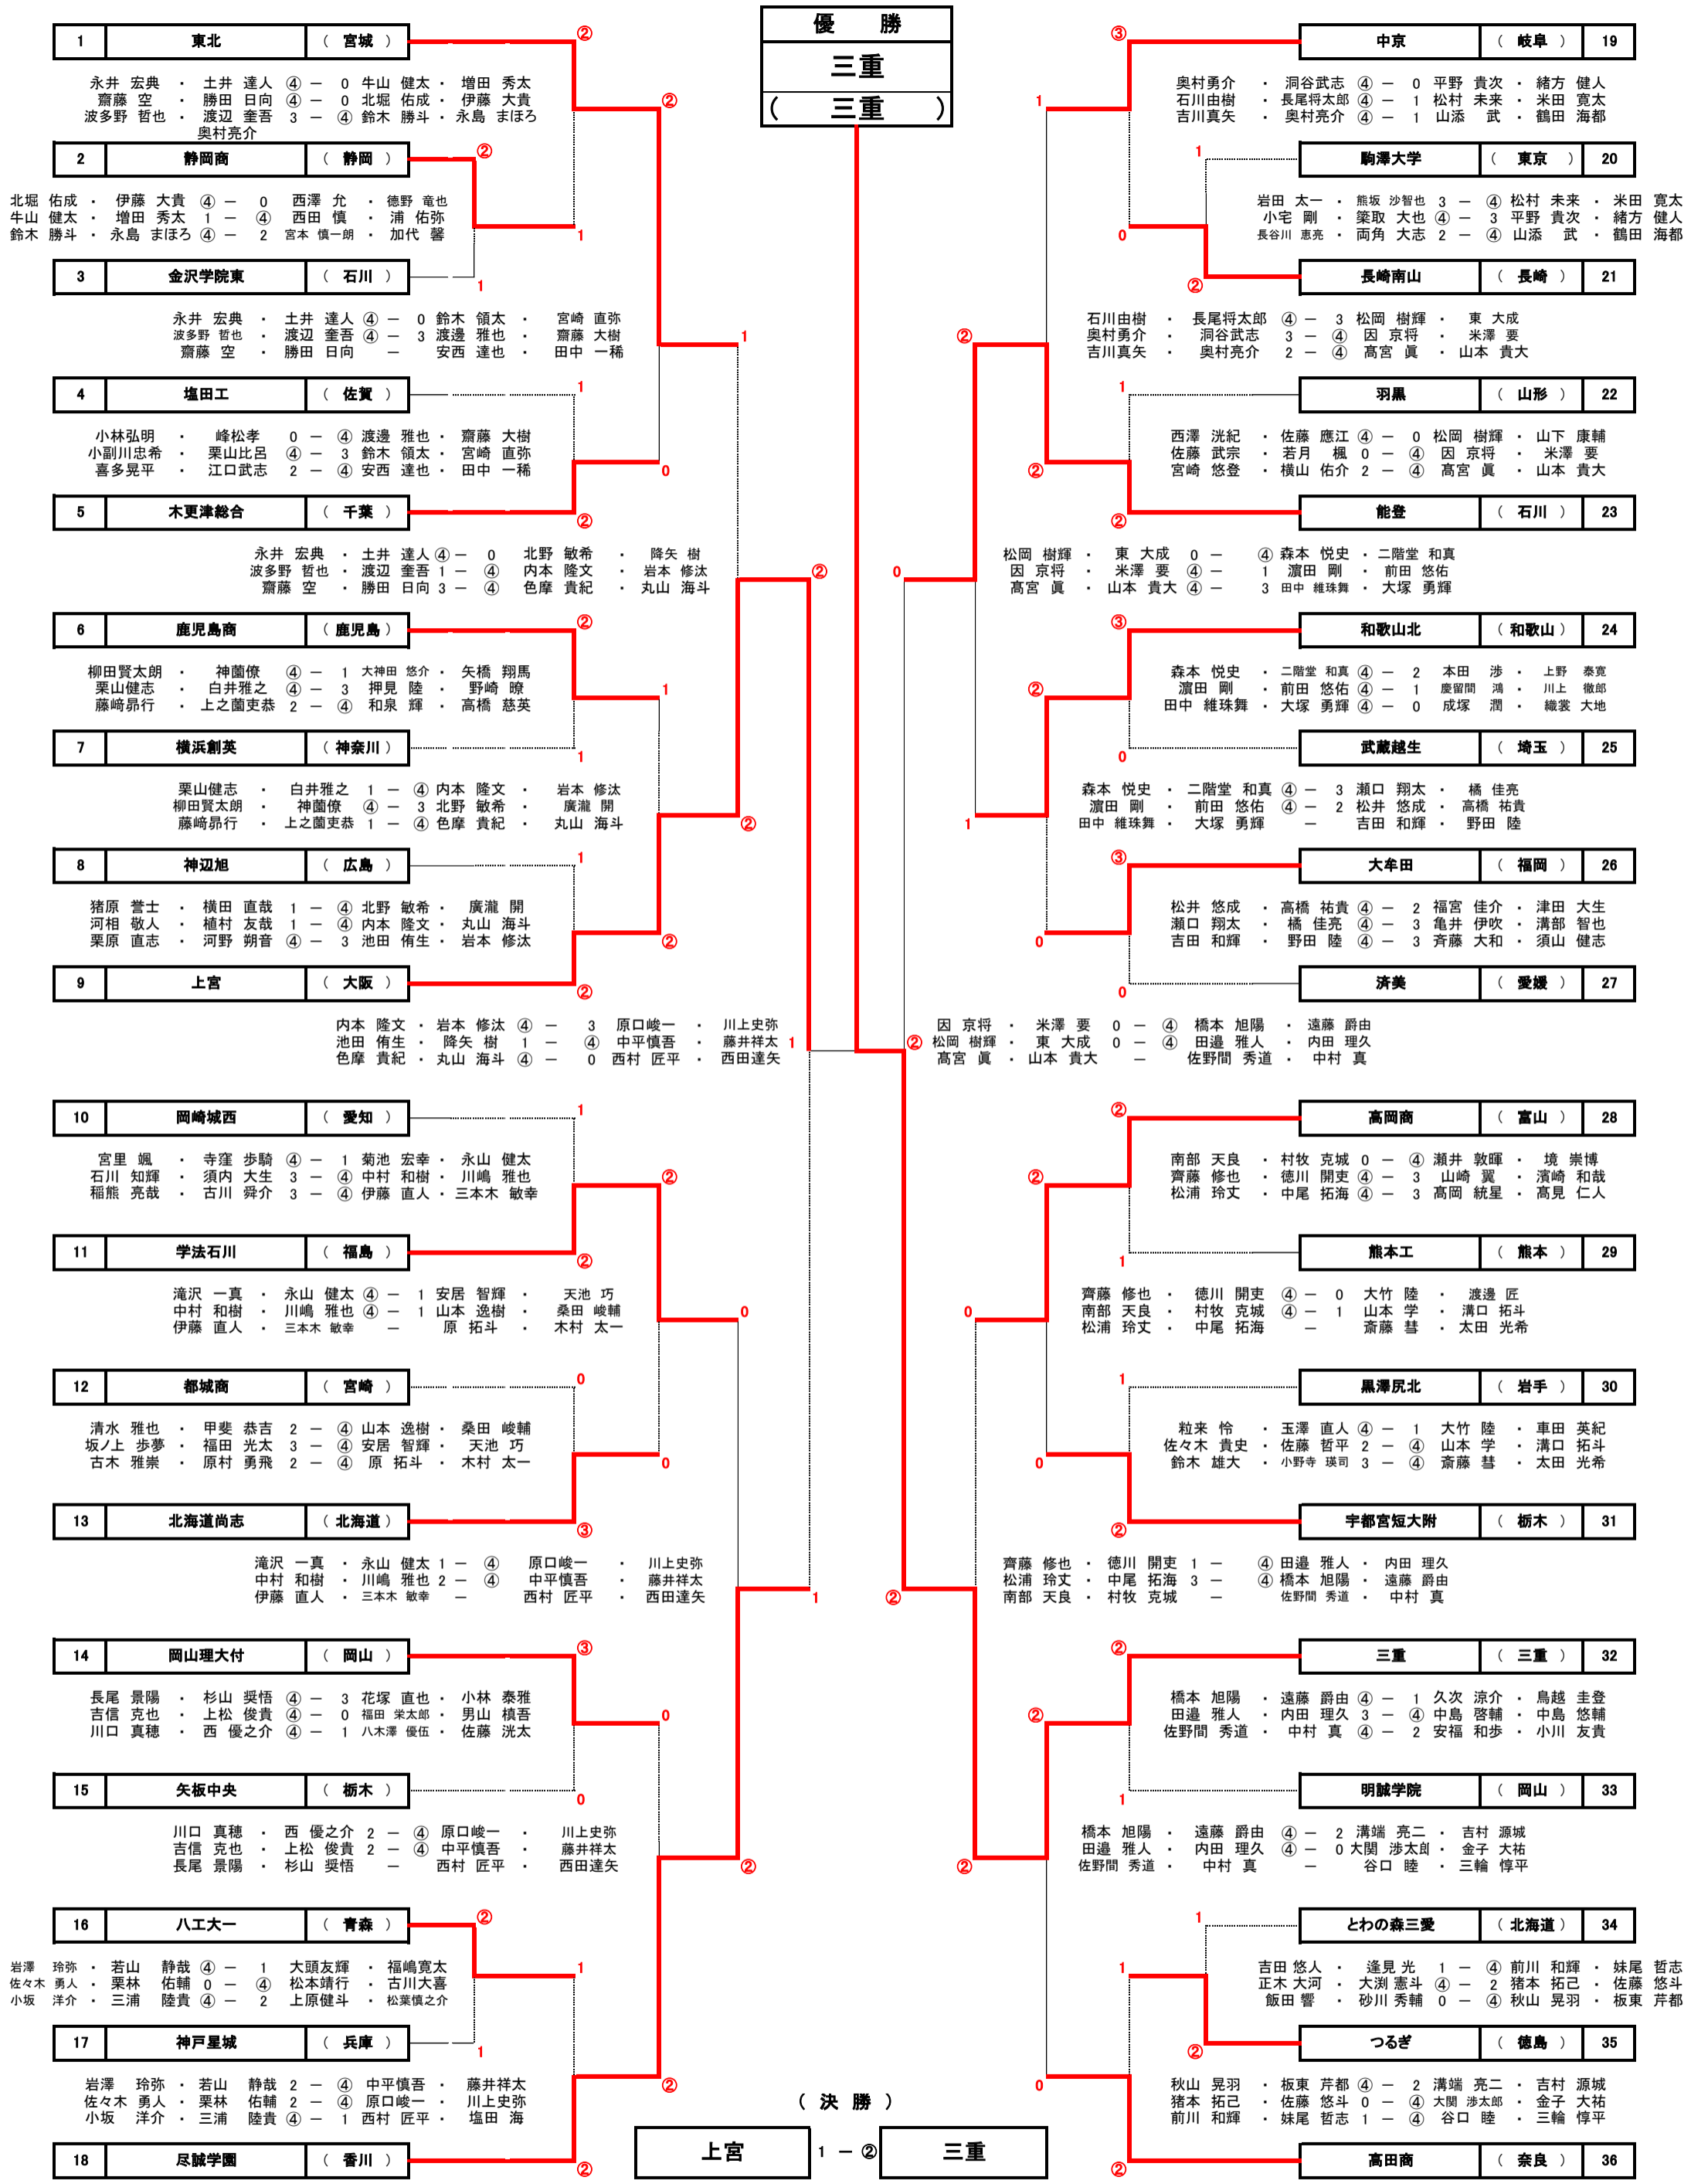 優　勝
三重
（　三重　）
1 東北 （ 宮城 ）
②
永井 宏典 ・ 土井 達人 ④ － 0 牛山 健太 ・ 増田 秀太
齋藤 空 ・ 勝田 日向 ④ － 0 北堀 佑成 ・ 伊藤 大貴
波多野 哲也 ・ 渡辺 奎吾 3 － ④ 鈴木 勝斗 ・ 永島 まほろ
奥村亮介
②
2 静岡商 （ 静岡 ）
②
北堀 佑成 ・ 伊藤 大貴 ④ － 0 西澤 允 ・ 徳野 竜也
牛山 健太 ・ 増田 秀太 1 － ④ 西田 慎 ・ 浦 佑弥
鈴木 勝斗 ・ 永島 まほろ ④ － 2 宮本 慎一朗 ・ 加代 馨
1
3 金沢学院東 （ 石川 ）
1
永井 宏典 ・ 土井 達人 ④ － 0 鈴木 領太 ・ 宮崎 直弥
波多野 哲也 ・ 渡辺 奎吾 ④ － 3 渡邊 雅也 ・ 齋藤 大樹
齋藤 空 ・ 勝田 日向 － 安西 達也 ・ 田中 一稀
1
4 塩田工 （ 佐賀 ）
1
小林弘明 ・ 峰松孝 0 － ④ 渡邊 雅也 ・ 齋藤 大樹
小副川忠希 ・ 栗山比呂 ④ － 3 鈴木 領太 ・ 宮崎 直弥
喜多晃平 ・ 江口武志 2 － ④ 安西 達也 ・ 田中 一稀
0
5 木更津総合 （ 千葉 ）
②
永井 宏典 ・ 土井 達人 ④ － 0 北野 敏希 ・ 降矢 樹
波多野 哲也 ・ 渡辺 奎吾 1 － ④ 内本 隆文 ・ 岩本 修汰
齋藤 空 ・ 勝田 日向 3 － ④ 色摩 貴紀 ・ 丸山 海斗
②
6 鹿児島商 （ 鹿児島 ）
②
柳田賢太朗 ・ 神薗僚 ④ － 1 大神田 悠介 ・ 矢橋 翔馬
栗山健志 ・ 白井雅之 ④ － 3 押見 陸 ・ 野崎 暸
藤﨑昴行 ・ 上之薗吏恭 2 － ④ 和泉 輝 ・ 高橋 慈英
1
7 横浜創英 （ 神奈川 ）
1
栗山健志 ・ 白井雅之 1 － ④ 内本 隆文 ・ 岩本 修汰
柳田賢太朗 ・ 神薗僚 ④ － 3 北野 敏希 ・ 廣瀧 開
藤﨑昴行 ・ 上之薗吏恭 1 － ④ 色摩 貴紀 ・ 丸山 海斗
②
8 神辺旭 （ 広島 ）
1
猪原 誉士 ・ 横田 直哉 1 － ④ 北野 敏希 ・ 廣瀧 開
河相 敬人 ・ 植村 友哉 1 － ④ 内本 隆文 ・ 丸山 海斗
栗原 直志 ・ 河野 朔音 ④ － 3 池田 侑生 ・ 岩本 修汰
②
9 上宮 （ 大阪 ）
②
内本 隆文 ・ 岩本 修汰 ④ － 3 原口峻一 ・ 川上史弥
池田 侑生 ・ 降矢 樹 1 － ④ 中平慎吾 ・ 藤井祥太
色摩 貴紀 ・ 丸山 海斗 ④ － 0 西村 匠平 ・ 西田達矢
1
10 岡崎城西 （ 愛知 ）
1
宮里 颯 ・ 寺窪 歩騎 ④ － 1 菊池 宏幸 ・ 永山 健太
石川 知輝 ・ 須内 大生 3 － ④ 中村 和樹 ・ 川嶋 雅也
稲熊 亮哉 ・ 古川 舜介 3 － ④ 伊藤 直人 ・ 三本木 敏幸
②
11 学法石川 （ 福島 ）
②
滝沢 一真 ・ 永山 健太 ④ － 1 安居 智輝 ・ 天池 巧
中村 和樹 ・ 川嶋 雅也 ④ － 1 山本 逸樹 ・ 桑田 峻輔
伊藤 直人 ・ 三本木 敏幸 － 原 拓斗 ・ 木村 太一
0
12 都城商 （ 宮崎 ）
0
清水 雅也 ・ 甲斐 恭吉 2 － ④ 山本 逸樹 ・ 桑田 峻輔
坂ノ上 歩夢 ・ 福田 光太 3 － ④ 安居 智輝 ・ 天池 巧
古木 雅崇 ・ 原村 勇飛 2 － ④ 原 拓斗 ・ 木村 太一
0
13 北海道尚志 （ 北海道 ）
③
滝沢 一真 ・ 永山 健太 1 － ④ 原口峻一 ・ 川上史弥
中村 和樹 ・ 川嶋 雅也 2 － ④ 中平慎吾 ・ 藤井祥太
伊藤 直人 ・ 三本木 敏幸 － 西村 匠平 ・ 西田達矢
1
14 岡山理大付 （ 岡山 ）
③
長尾 景陽 ・ 杉山 奨悟 ④ － 3 花塚 直也 ・ 小林 泰雅
吉信 克也 ・ 上松 俊貴 ④ － 0 福田 栄太郎 ・ 男山 槙吾
川口 真穂 ・ 西 優之介 ④ － 1 八木澤 優伍 ・ 佐藤 洸太
0
15 矢板中央 （ 栃木 ）
0
川口 真穂 ・ 西 優之介 2 － ④ 原口峻一 ・ 川上史弥
吉信 克也 ・ 上松 俊貴 2 － ④ 中平慎吾 ・ 藤井祥太
長尾 景陽 ・ 杉山 奨悟 － 西村 匠平 ・ 西田達矢
②
16 八工大一 （ 青森 ）
②
岩澤 玲弥 ・ 若山 静哉 ④ － 1 大頭友輝 ・ 福嶋寛太
佐々木 勇人 ・ 栗林 佑輔 0 － ④ 松本靖行 ・ 古川大喜
小坂 洋介 ・ 三浦 陸貴 ④ － 2 上原健斗 ・ 松葉慎之介
1
17 神戸星城 （ 兵庫 ）
1
岩澤 玲弥 ・ 若山 静哉 2 － ④ 中平慎吾 ・ 藤井祥太
佐々木 勇人 ・ 栗林 佑輔 2 － ④ 原口峻一 ・ 川上史弥
小坂 洋介 ・ 三浦 陸貴 ④ － 1 西村 匠平 ・ 塩田 海
②
18 尽誠学園 （ 香川 ）
②
中京 （ 岐阜 ） 19
③
奥村勇介 ・ 洞谷武志 ④ － 0 平野 貴次 ・ 緒方 健人
石川由樹 ・ 長尾将太郎 ④ － 1 松村 未来 ・ 米田 寛太
吉川真矢 ・ 奥村亮介 ④ － 1 山添 武 ・ 鶴田 海都
1
駒澤大学 （ 東京 ） 20
1
岩田 太一 ・ 熊坂 沙智也 3 － ④ 松村 未来 ・ 米田 寛太
小宅 剛 ・ 簗取 大也 ④ － 3 平野 貴次 ・ 緒方 健人
長谷川 恵亮 ・ 両角 大志 2 － ④ 山添 武 ・ 鶴田 海都
0
長崎南山 （ 長崎 ） 21
②
石川由樹 ・ 長尾将太郎 ④ － 3 松岡 樹輝 ・ 東 大成
奥村勇介 ・ 洞谷武志 3 － ④ 因 京将 ・ 米澤 要
吉川真矢 ・ 奥村亮介 2 － ④ 髙宮 眞 ・ 山本 貴大
②
羽黒 （ 山形 ） 22
1
西澤 洸紀 ・ 佐藤 應江 ④ － 0 松岡 樹輝 ・ 山下 康輔
佐藤 武宗 ・ 若月 楓 0 － ④ 因 京将 ・ 米澤 要
宮崎 悠登 ・ 横山 佑介 2 － ④ 髙宮 眞 ・ 山本 貴大
②
能登 （ 石川 ） 23
②
松岡 樹輝 ・ 東 大成 0 － ④ 森本 悦史 ・ 二階堂 和真
因 京将 ・ 米澤 要 ④ － 1 濵田 剛 ・ 前田 悠佑
髙宮 眞 ・ 山本 貴大 ④ － 3 田中 維珠舞 ・ 大塚 勇輝
0
和歌山北 （ 和歌山 ） 24
③
森本 悦史 ・ 二階堂 和真 ④ － 2 本田 渉 ・ 上野 泰寛
濵田 剛 ・ 前田 悠佑 ④ － 1 慶留間 鴻 ・ 川上 徹郎
田中 維珠舞 ・ 大塚 勇輝 ④ － 0 成塚 潤 ・ 織裳 大地
②
武蔵越生 （ 埼玉 ） 25
0
森本 悦史 ・ 二階堂 和真 ④ － 3 瀬口 翔太 ・ 橘 佳亮
濵田 剛 ・ 前田 悠佑 ④ － 2 松井 悠成 ・ 高橋 祐貴
田中 維珠舞 ・ 大塚 勇輝 － 吉田 和輝 ・ 野田 陸
1
大牟田 （ 福岡 ） 26
③
松井 悠成 ・ 高橋 祐貴 ④ － 2 福宮 佳介 ・ 津田 大生
瀬口 翔太 ・ 橘 佳亮 ④ － 3 亀井 伊吹 ・ 溝部 智也
吉田 和輝 ・ 野田 陸 ④ － 3 斉藤 大和 ・ 須山 健志
0
済美 （ 愛媛 ） 27
0
因 京将 ・ 米澤 要 0 － ④ 橋本 旭陽 ・ 遠藤 爵由
②
松岡 樹輝 ・ 東 大成 0 － ④ 田邉 雅人 ・ 内田 理久
髙宮 眞 ・ 山本 貴大 － 佐野間 秀道 ・ 中村 真
高岡商 （ 富山 ） 28
②
南部 天良 ・ 村牧 克城 0 － ④ 瀬井 敦暉 ・ 境 崇博
齊藤 修也 ・ 徳川 開吏 ④ － 3 山崎 翼 ・ 濱崎 和哉
松浦 玲丈 ・ 中尾 拓海 ④ － 3 髙岡 統星 ・ 髙見 仁人
②
熊本工 （ 熊本 ） 29
1
齊藤 修也 ・ 徳川 開吏 ④ － 0 大竹 陸 ・ 渡邊 匠
南部 天良 ・ 村牧 克城 ④ － 1 山本 学 ・ 溝口 拓斗
松浦 玲丈 ・ 中尾 拓海 － 斎藤 彗 ・ 太田 光希
0
黒澤尻北 （ 岩手 ） 30
1
粒来 怜 ・ 玉澤 直人 ④ － 1 大竹 陸 ・ 車田 英紀
佐々木 貴史 ・ 佐藤 哲平 2 － ④ 山本 学 ・ 溝口 拓斗
鈴木 雄大 ・ 小野寺 瑛司 3 － ④ 斎藤 彗 ・ 太田 光希
0
宇都宮短大附 （ 栃木 ） 31
②
齊藤 修也 ・ 徳川 開吏 1 － ④ 田邉 雅人 ・ 内田 理久
松浦 玲丈 ・ 中尾 拓海 3 － ④ 橋本 旭陽 ・ 遠藤 爵由
南部 天良 ・ 村牧 克城 － 佐野間 秀道 ・ 中村 真
②
三重 （ 三重 ） 32
②
橋本 旭陽 ・ 遠藤 爵由 ④ － 1 久次 涼介 ・ 鳥越 圭登
田邉 雅人 ・ 内田 理久 3 － ④ 中島 啓輔 ・ 中島 悠輔
佐野間 秀道 ・ 中村 真 ④ － 2 安福 和歩 ・ 小川 友貴
②
明誠学院 （ 岡山 ） 33
1
橋本 旭陽 ・ 遠藤 爵由 ④ － 2 溝端 亮二 ・ 吉村 源城
田邉 雅人 ・ 内田 理久 ④ － 0 大関 渉太郎 ・ 金子 大祐
佐野間 秀道 ・ 中村 真 － 谷口 睦 ・ 三輪 惇平
②
とわの森三愛 （ 北海道 ） 34
1
吉田 悠人 ・ 逢見 光 1 － ④ 前川 和輝 ・ 妹尾 哲志
正木 大河 ・ 大渕 憲斗 ④ － 2 猪本 拓己 ・ 佐藤 悠斗
飯田 響 ・ 砂川 秀輔 0 － ④ 秋山 晃羽 ・ 板東 芹都
1
つるぎ （ 徳島 ） 35
②
秋山 晃羽 ・ 板東 芹都 ④ － 2 溝端 亮二 ・ 吉村 源城
猪本 拓己 ・ 佐藤 悠斗 0 － ④ 大関 渉太郎 ・ 金子 大祐
前川 和輝 ・ 妹尾 哲志 1 － ④ 谷口 睦 ・ 三輪 惇平
0
高田商 （ 奈良 ） 36
②
（ 決 勝 ）
上宮 1 － ② 三重